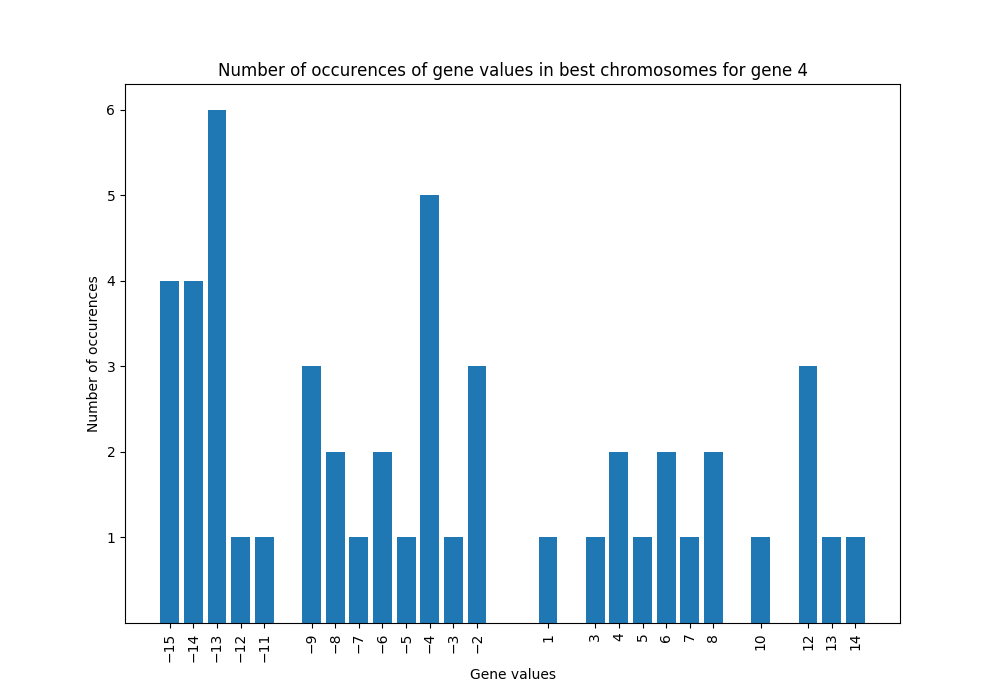 Number of occurences of gene values in best chromosomes for gene 4
6
5
4
3
2
1
Number of occurences
−15 −14 −13 −12 −11 −9 −8 −7 −6 −5 −4 −3 −2 1 3 4 5 6 7 8 10 12 13 14
Gene values